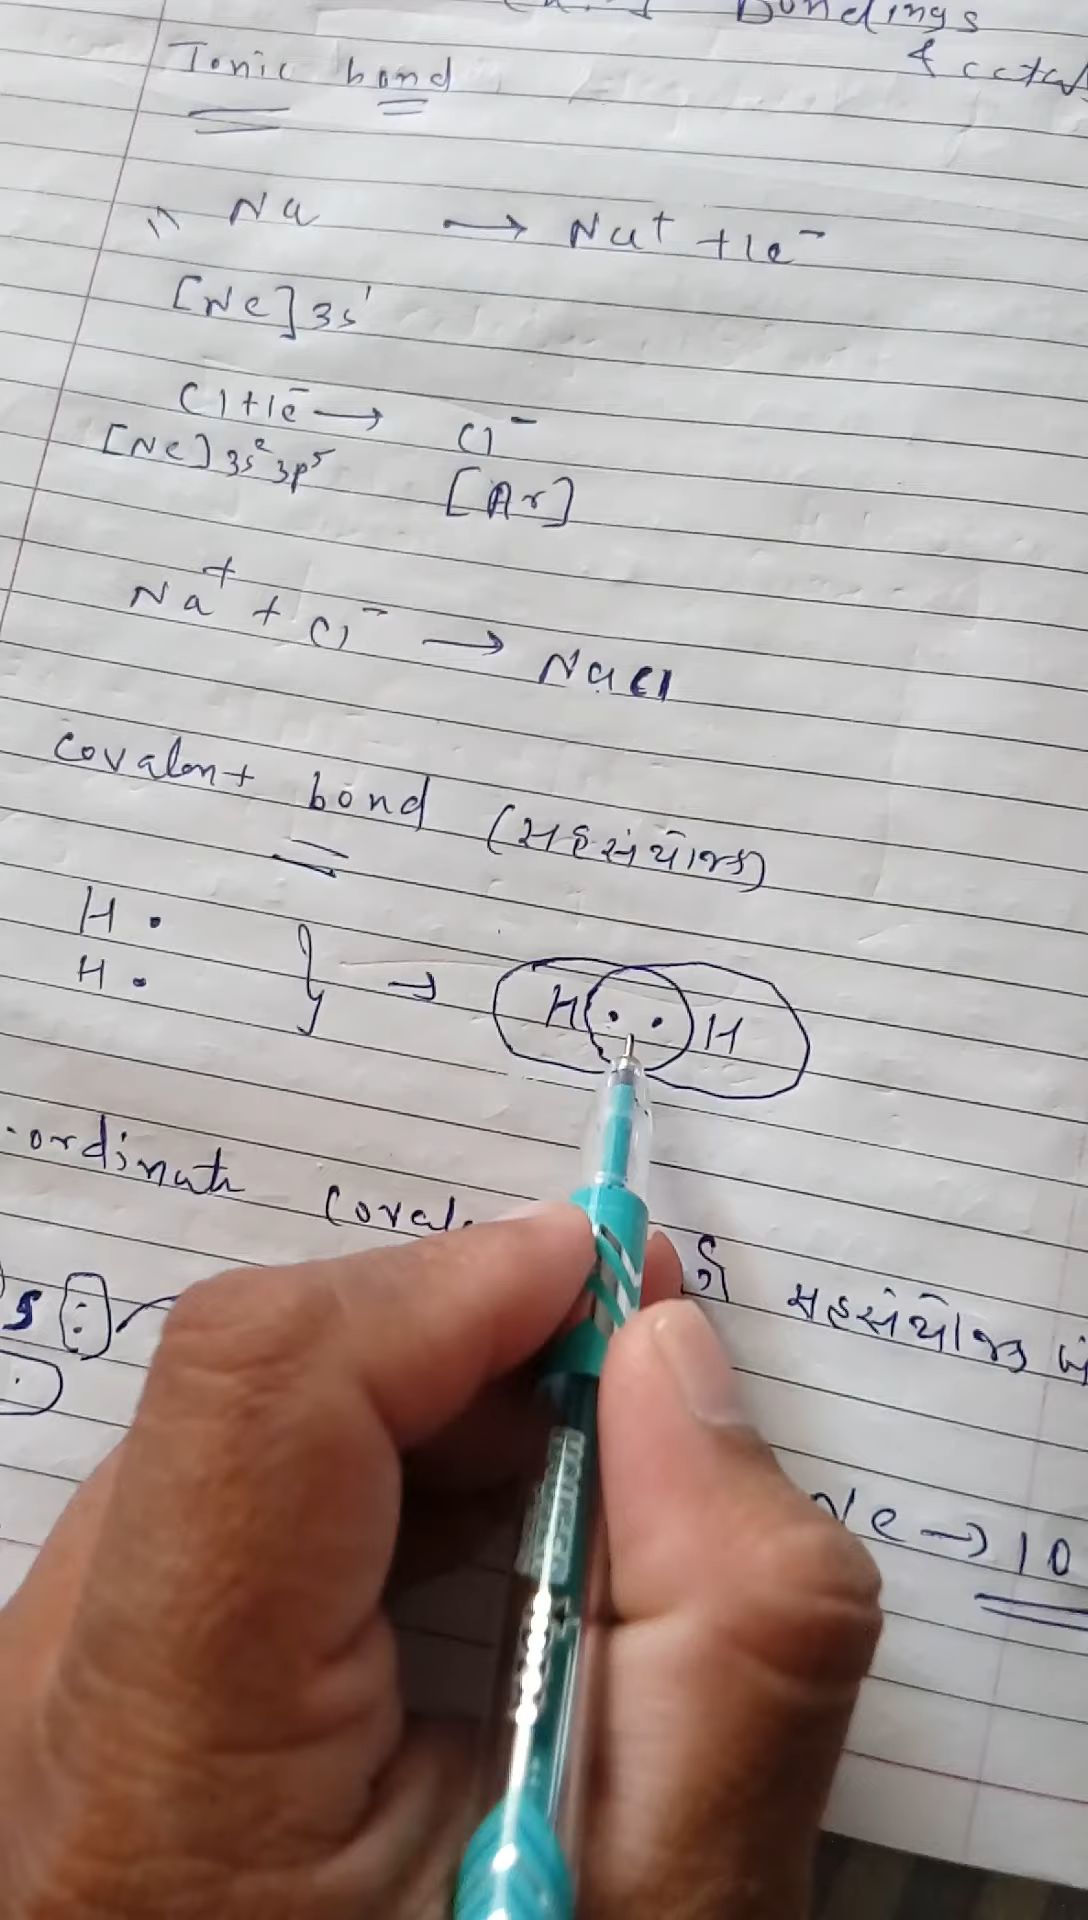 Bondings
Ionic bond
Na → Na⁺ + 1e⁻
[Ne] 3s¹
Cl + 1e⁻ → Cl⁻
[Ne] 3s² 3p⁵ [Ar]
Na⁺ + Cl⁻ → NaCl
Covalent bond (સહસંયોજક)
H •
H • } → H • • H
-ordinate Coval
સહસંયોજક
S :
Ne → 10